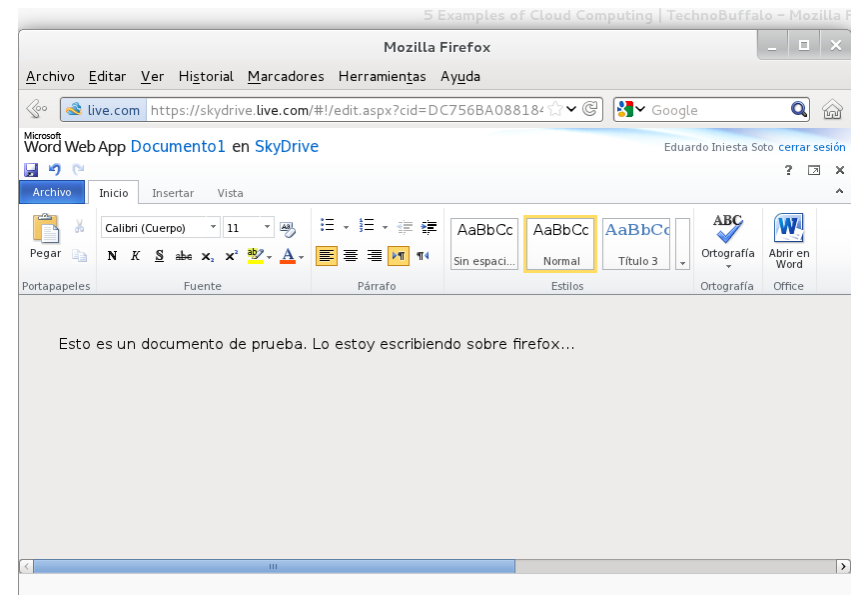 5 Examples of Cloud Computing | TechnoBuffalo - Mozilla F
Mozilla Firefox
Archivo Editar Ver Historial Marcadores Herramientas Ayuda
live.com https://skydrive.live.com/#!/edit.aspx?cid=DC756BA08818 Google
Microsoft
Word Web App Documento1 en SkyDrive Eduardo Iniesta Soto cerrar sesión
Archivo Inicio Insertar Vista
Pegar
Calibri (Cuerpo) 11
N K S abc x₂ x² ab A
AaBbCc AaBbCc AaBbCc
Sin espaci... Normal Título 3
ABC
Ortografía
W
Abrir en
Word
Portapapeles Fuente Párrafo Estilos Ortografía Office
Esto es un documento de prueba. Lo estoy escribiendo sobre firefox...